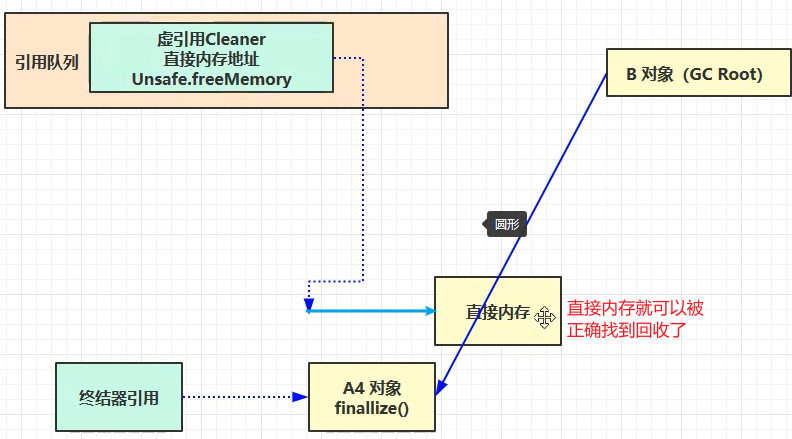 引用队列
虚引用Cleaner
直接内存地址
Unsafe.freeMemory
B 对象（GC Root）
圆形
直接内存
直接内存就可以被
正确找到回收了
终结器引用
A4 对象
finallize()